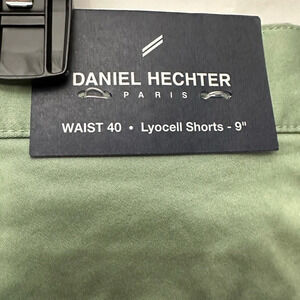 DANIEL HECHTER
PARIS
WAIST 40 • Lyocell Shorts - 9"